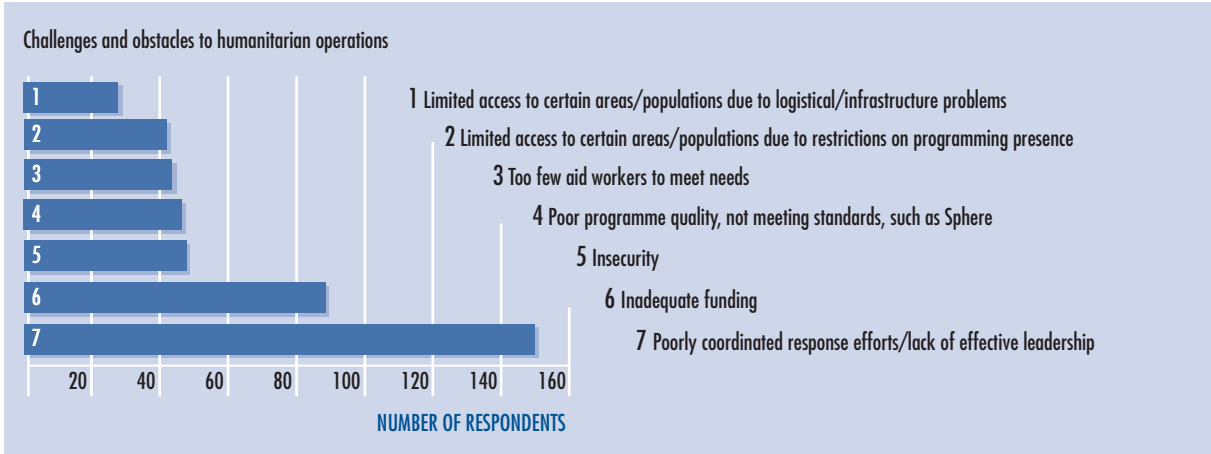 Challenges and obstacles to humanitarian operations
1 1 Limited access to certain areas/populations due to logistical/infrastructure problems
2 2 Limited access to certain areas/populations due to restrictions on programming presence
3 3 Too few aid workers to meet needs
4 4 Poor programme quality, not meeting standards, such as Sphere
5 5 Insecurity
6 6 Inadequate funding
7 7 Poorly coordinated response efforts/lack of effective leadership
20 40 60 80 100 120 140 160
NUMBER OF RESPONDENTS